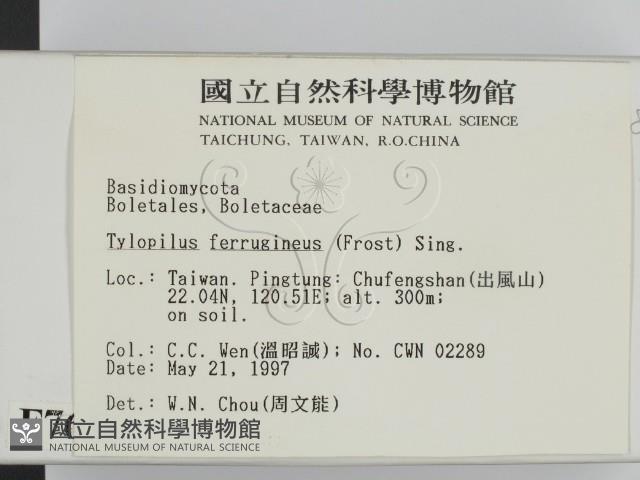 國立自然科學博物館
NATIONAL MUSEUM OF NATURAL SCIENCE
TAICHUNG, TAIWAN, R.O.CHINA
Basidiomycota
Boletales, Boletaceae
Tylopilus ferrugineus (Frost) Sing.
Loc.: Taiwan. Pingtung: Chufengshan(出風山)
22.04N, 120.51E; alt. 300m;
on soil.
Col.: C.C. Wen(溫昭誠); No. CWN 02289
Date: May 21, 1997
Det.: W.N. Chou(周文能)
國立自然科學博物館
NATIONAL MUSEUM OF NATURAL SCIENCE